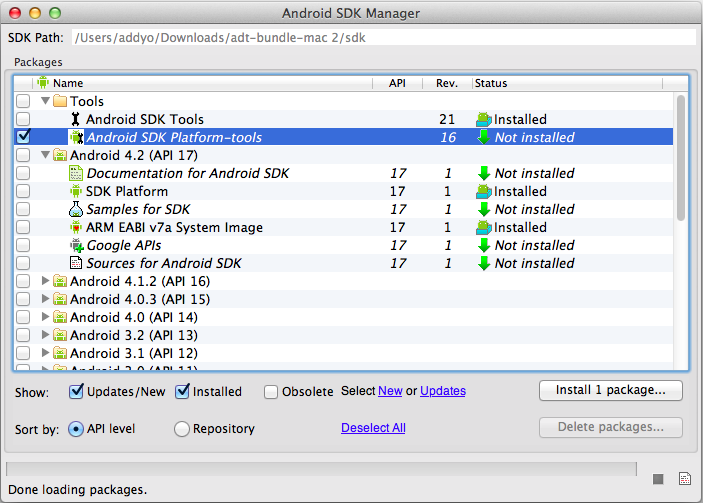 Android SDK Manager
SDK Path: /Users/addyo/Downloads/adt-bundle-mac 2/sdk
Packages
Name API Rev. Status
Tools
Android SDK Tools 21 Installed
Android SDK Platform-tools 16 Not installed
Android 4.2 (API 17)
Documentation for Android SDK 17 1 Not installed
SDK Platform 17 1 Installed
Samples for SDK 17 1 Not installed
ARM EABI v7a System Image 17 1 Installed
Google APIs 17 1 Not installed
Sources for Android SDK 17 1 Not installed
Android 4.1.2 (API 16)
Android 4.0.3 (API 15)
Android 4.0 (API 14)
Android 3.2 (API 13)
Android 3.1 (API 12)
Android 3.0 (API 11)
Show: Updates/New Installed Obsolete Select New or Updates Install 1 package...
Sort by: API level Repository Deselect All Delete packages...
Done loading packages.